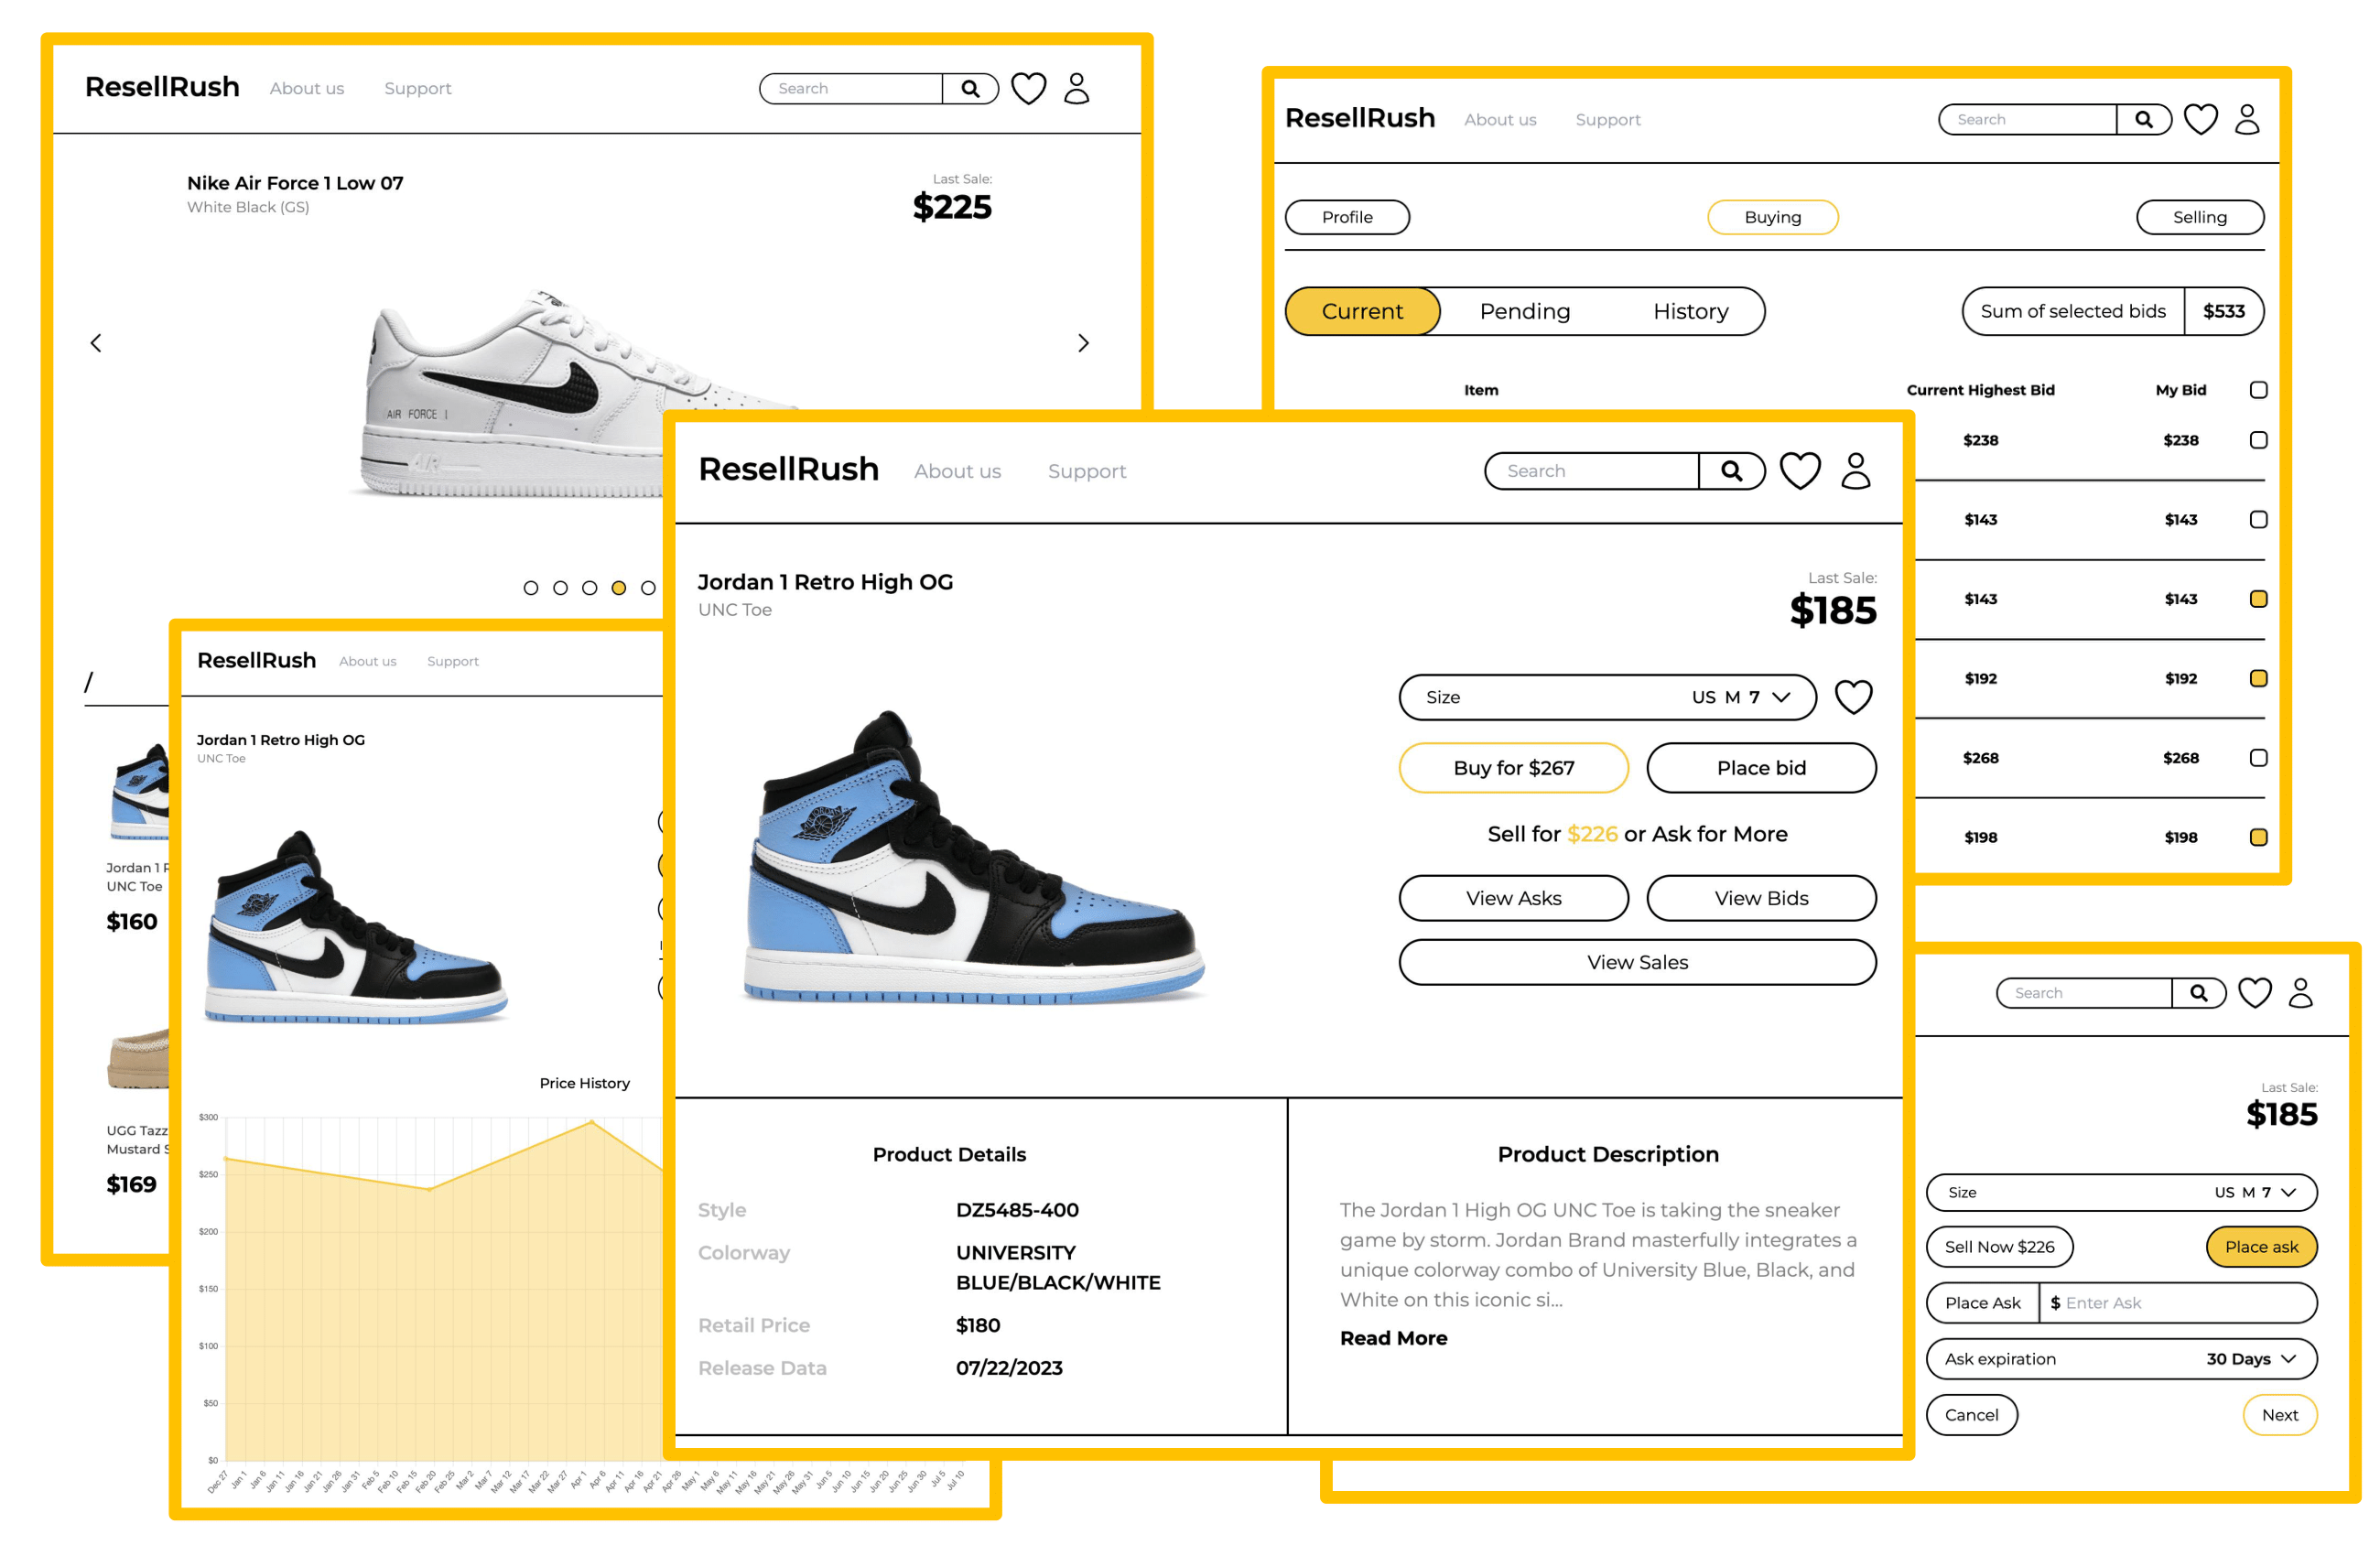 ResellRush About us Support Search
Nike Air Force 1 Low 07
White Black (GS)
Last Sale:
$225
AIR FORCE 1
AIR
/
Jordan 1
UNC Toe
$160
UGG Tazz
Mustard
$169
ResellRush About us Support Search
Profile Buying Selling
Current Pending History Sum of selected bids $533
Item Current Highest Bid My Bid
$238 $238
$143 $143
$143 $143
$192 $192
$268 $268
$198 $198
ResellRush About us Support
Jordan 1 Retro High OG
UNC Toe
Price History
$300
$250
$200
$150
$100
$50
$0
Dec 27 Jan 1 Jan 6 Jan 11 Jan 16 Jan 21 Jan 26 Jan 31 Feb 5 Feb 10 Feb 15 Feb 20 Feb 25 Mar 2 Mar 7 Mar 12 Mar 17 Mar 22 Mar 27 Apr 1 Apr 6 Apr 11 Apr 16 Apr 21 Apr 26 May 1 May 6 May 11 May 16 May 21 May 26 May 31 Jun 5 Jun 10 Jun 15 Jun 20 Jun 25 Jun 30 Jul 5 Jul 10
ResellRush About us Support Search
Jordan 1 Retro High OG
UNC Toe
Last Sale:
$185
Size US M 7
Buy for $267 Place bid
Sell for $226 or Ask for More
View Asks View Bids
View Sales
Product Details
Style DZ5485-400
Colorway UNIVERSITY
BLUE/BLACK/WHITE
Retail Price $180
Release Data 07/22/2023
Product Description
The Jordan 1 High OG UNC Toe is taking the sneaker
game by storm. Jordan Brand masterfully integrates a
unique colorway combo of University Blue, Black, and
White on this iconic si...
Read More
Search
Last Sale:
$185
Size US M 7
Sell Now $226 Place ask
Place Ask $ Enter Ask
Ask expiration 30 Days
Cancel Next